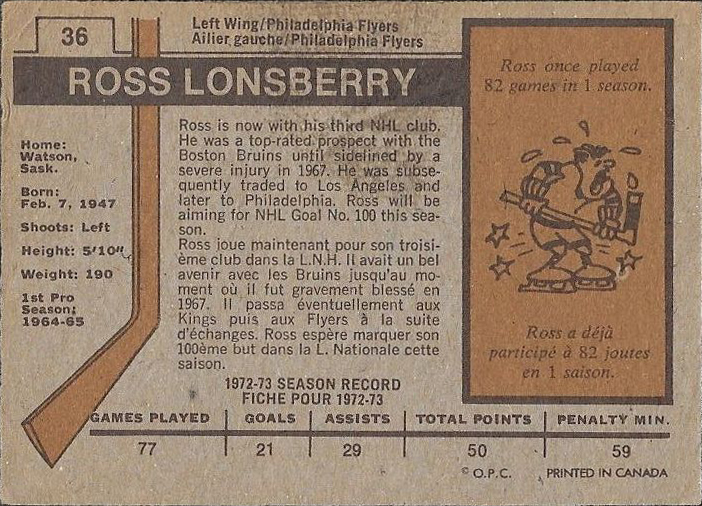 36
Left Wing/Philadelphia Flyers
Ailier gauche/Philadelphia Flyers
ROSS LONSBERRY
Home:
Watson,
Sask.
Born:
Feb. 7, 1947
Shoots: Left
Height: 5'10"
Weight: 190
1st Pro
Season:
1964-65
Ross is now with his third NHL club.
He was a top-rated prospect with the
Boston Bruins until sidelined by a
severe injury in 1967. He was subse-
quently traded to Los Angeles and
later to Philadelphia. Ross will be
aiming for NHL Goal No. 100 this sea-
son.
Ross joue maintenant pour son troisi-
ème club dans la L.N.H. Il avait un bel
avenir avec les Bruins jusqu'au mo-
ment où il fut gravement blessé en
1967. Il passa éventuellement aux
Kings puis aux Flyers à la suite
d'échanges. Ross espère marquer son
100ème but dans la L. Nationale cette
saison.
Ross once played
82 games in 1 season.
Ross a déjà
participé à 82 joutes
en 1 saison.
1972-73 SEASON RECORD
FICHE POUR 1972-73
GAMES PLAYED GOALS ASSISTS TOTAL POINTS PENALTY MIN.
77 21 29 50 59
© O.P.C. PRINTED IN CANADA